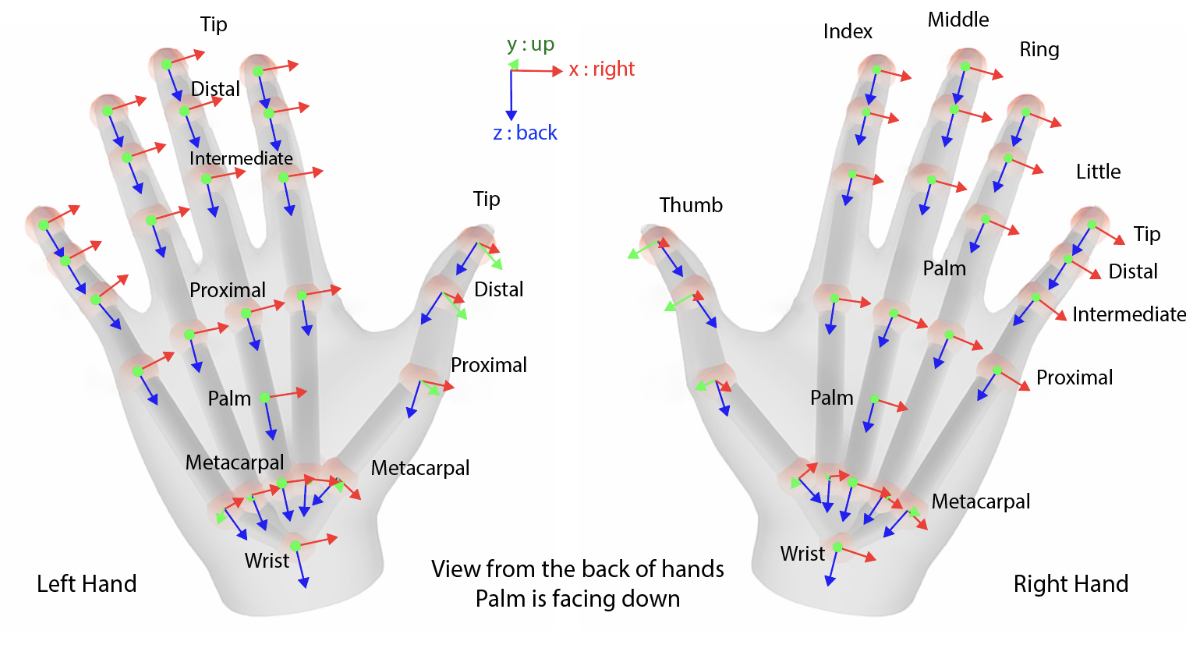 Tip
Distal
Intermediate
Proximal
Palm
Metacarpal
Wrist
Left Hand
Tip
Distal
Proximal
Metacarpal
y : up
x : right
z : back
View from the back of hands
Palm is facing down
Thumb
Index
Middle
Ring
Little
Tip
Distal
Intermediate
Proximal
Palm
Palm
Metacarpal
Wrist
Right Hand